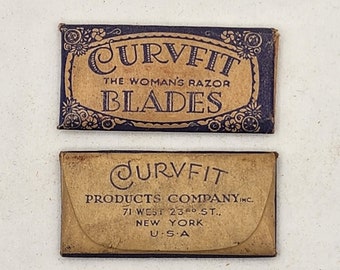 CURVFIT
THE WOMAN'S RAZOR
BLADES
CURVFIT
PRODUCTS COMPANY INC.
71 WEST 23RD ST.,
NEW YORK
U·S·A